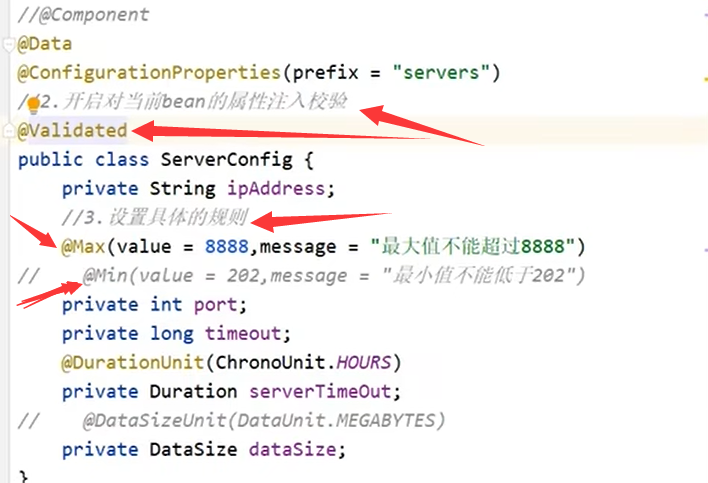 //@Component
@Data
@ConfigurationProperties(prefix = "servers")
//2.开启对当前bean的属性注入校验
@Validated
public class ServerConfig {
private String ipAddress;
//3.设置具体的规则
@Max(value = 8888,message = "最大值不能超过8888")
// @Min(value = 202,message = "最小值不能低于202")
private int port;
private long timeout;
@DurationUnit(ChronoUnit.HOURS)
private Duration serverTimeOut;
// @DataSizeUnit(DataUnit.MEGABYTES)
private DataSize dataSize;
}